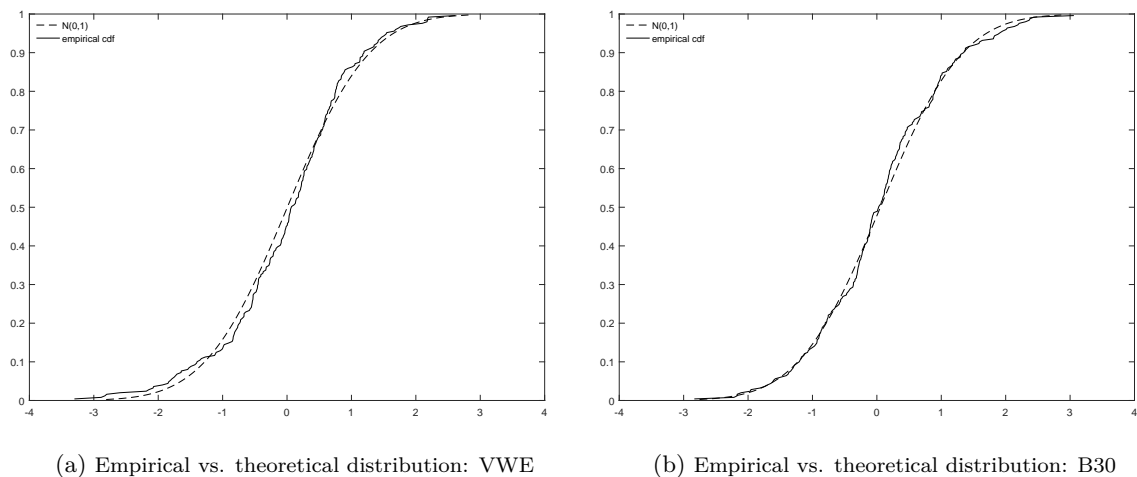 N(0,1)
empirical cdf
1
0.9
0.8
0.7
0.6
0.5
0.4
0.3
0.2
0.1
0
-4 -3 -2 -1 0 1 2 3 4
(a) Empirical vs. theoretical distribution: VWE
N(0,1)
empirical cdf
1
0.9
0.8
0.7
0.6
0.5
0.4
0.3
0.2
0.1
0
-4 -3 -2 -1 0 1 2 3 4
(b) Empirical vs. theoretical distribution: B30